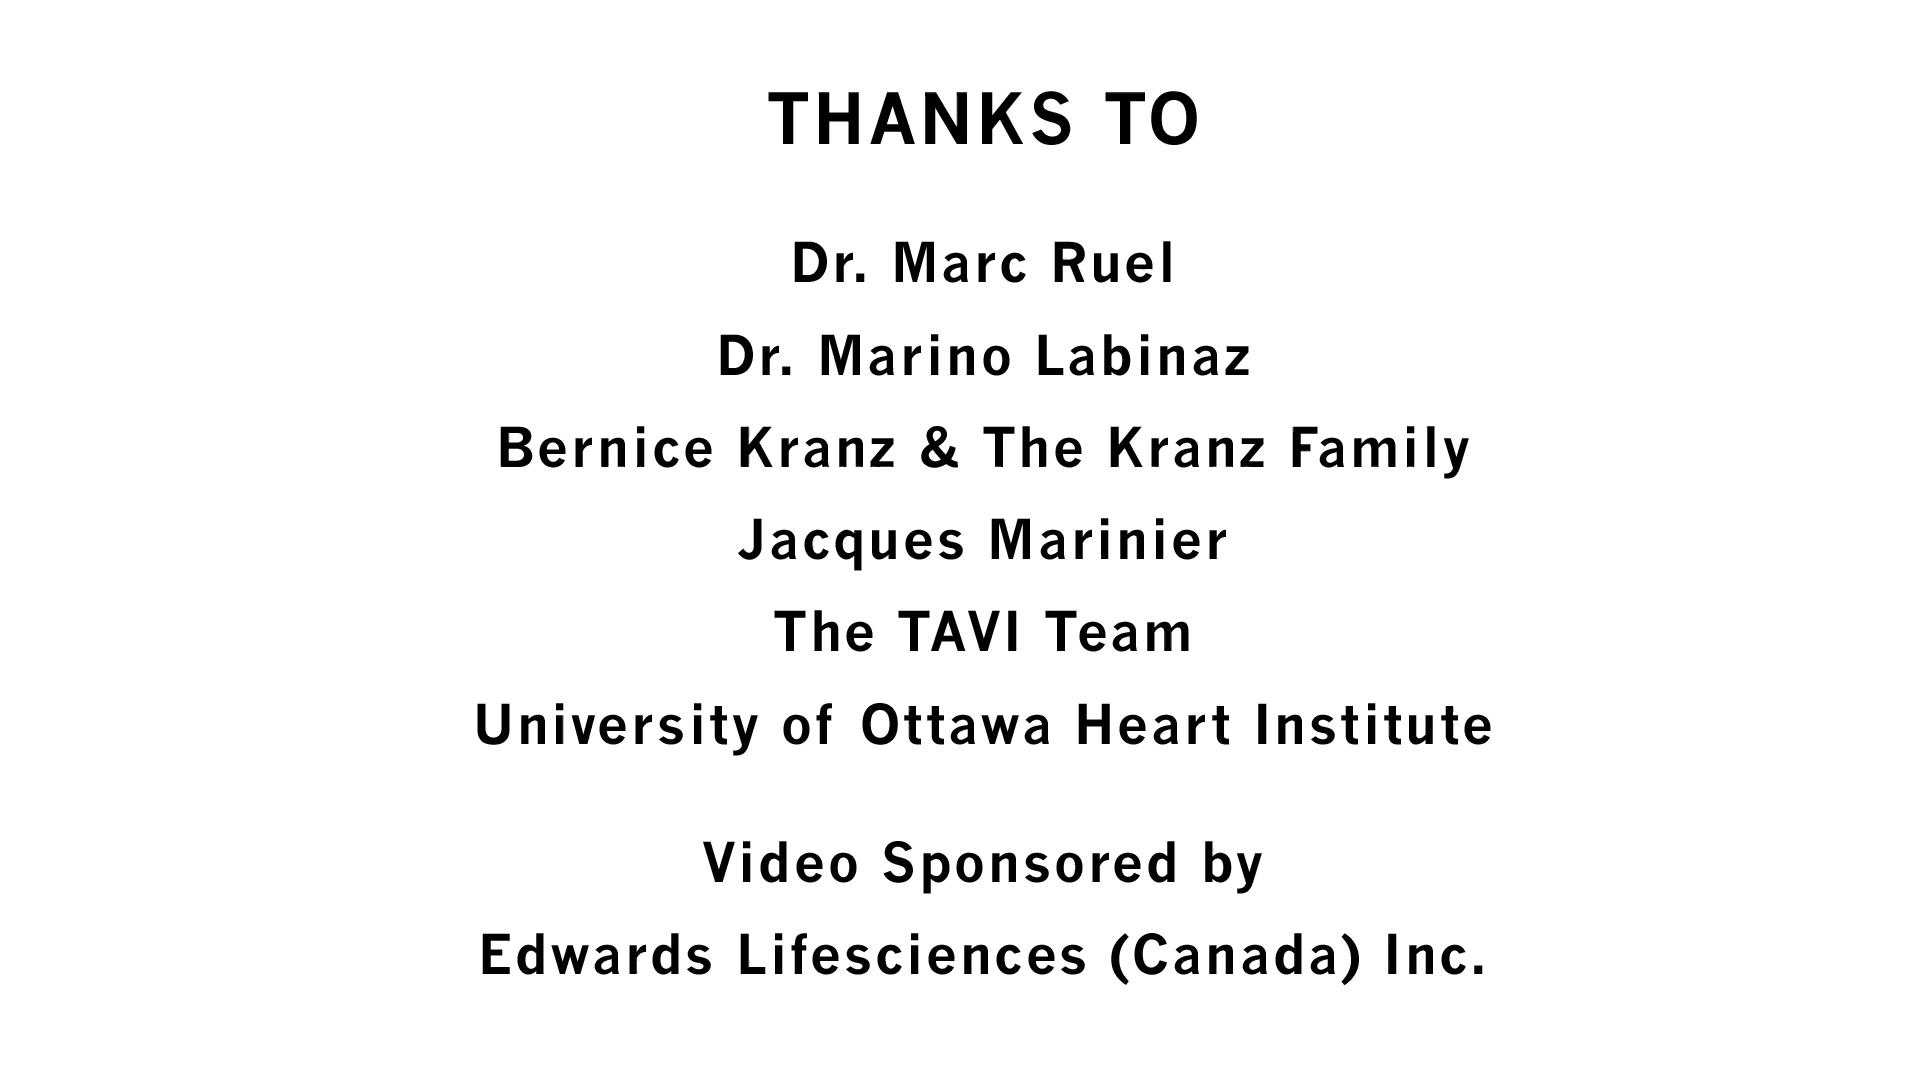 THANKS TO
Dr. Marc Ruel
Dr. Marino Labinaz
Bernice Kranz & The Kranz Family
Jacques Marinier
The TAVI Team
University of Ottawa Heart Institute
Video Sponsored by
Edwards Lifesciences (Canada) Inc.